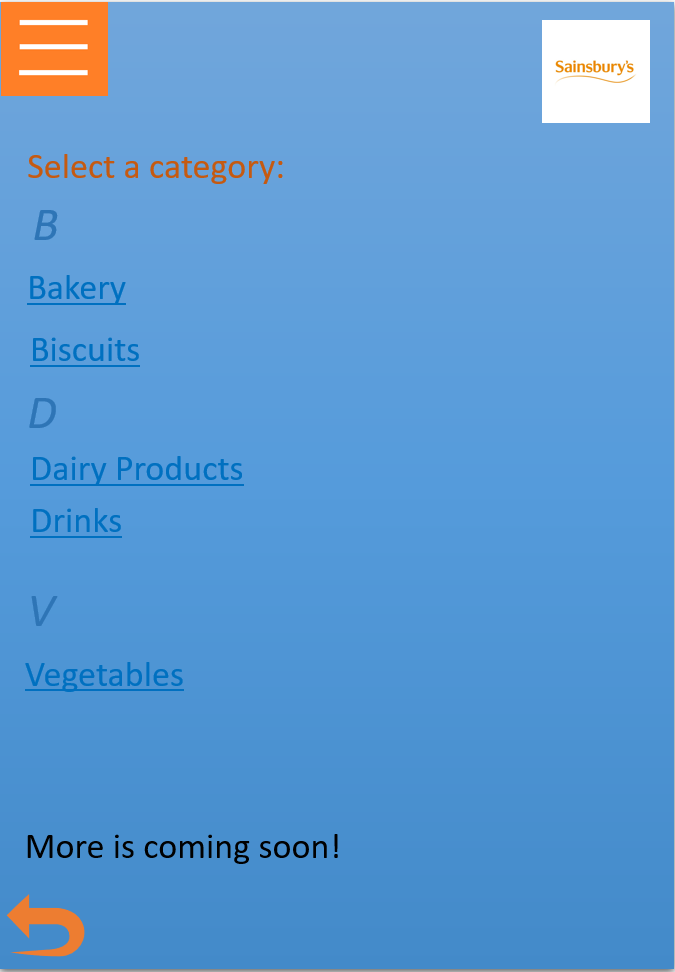 Sainsbury's
Select a category:
B
Bakery
Biscuits
D
Dairy Products
Drinks
V
Vegetables
More is coming soon!